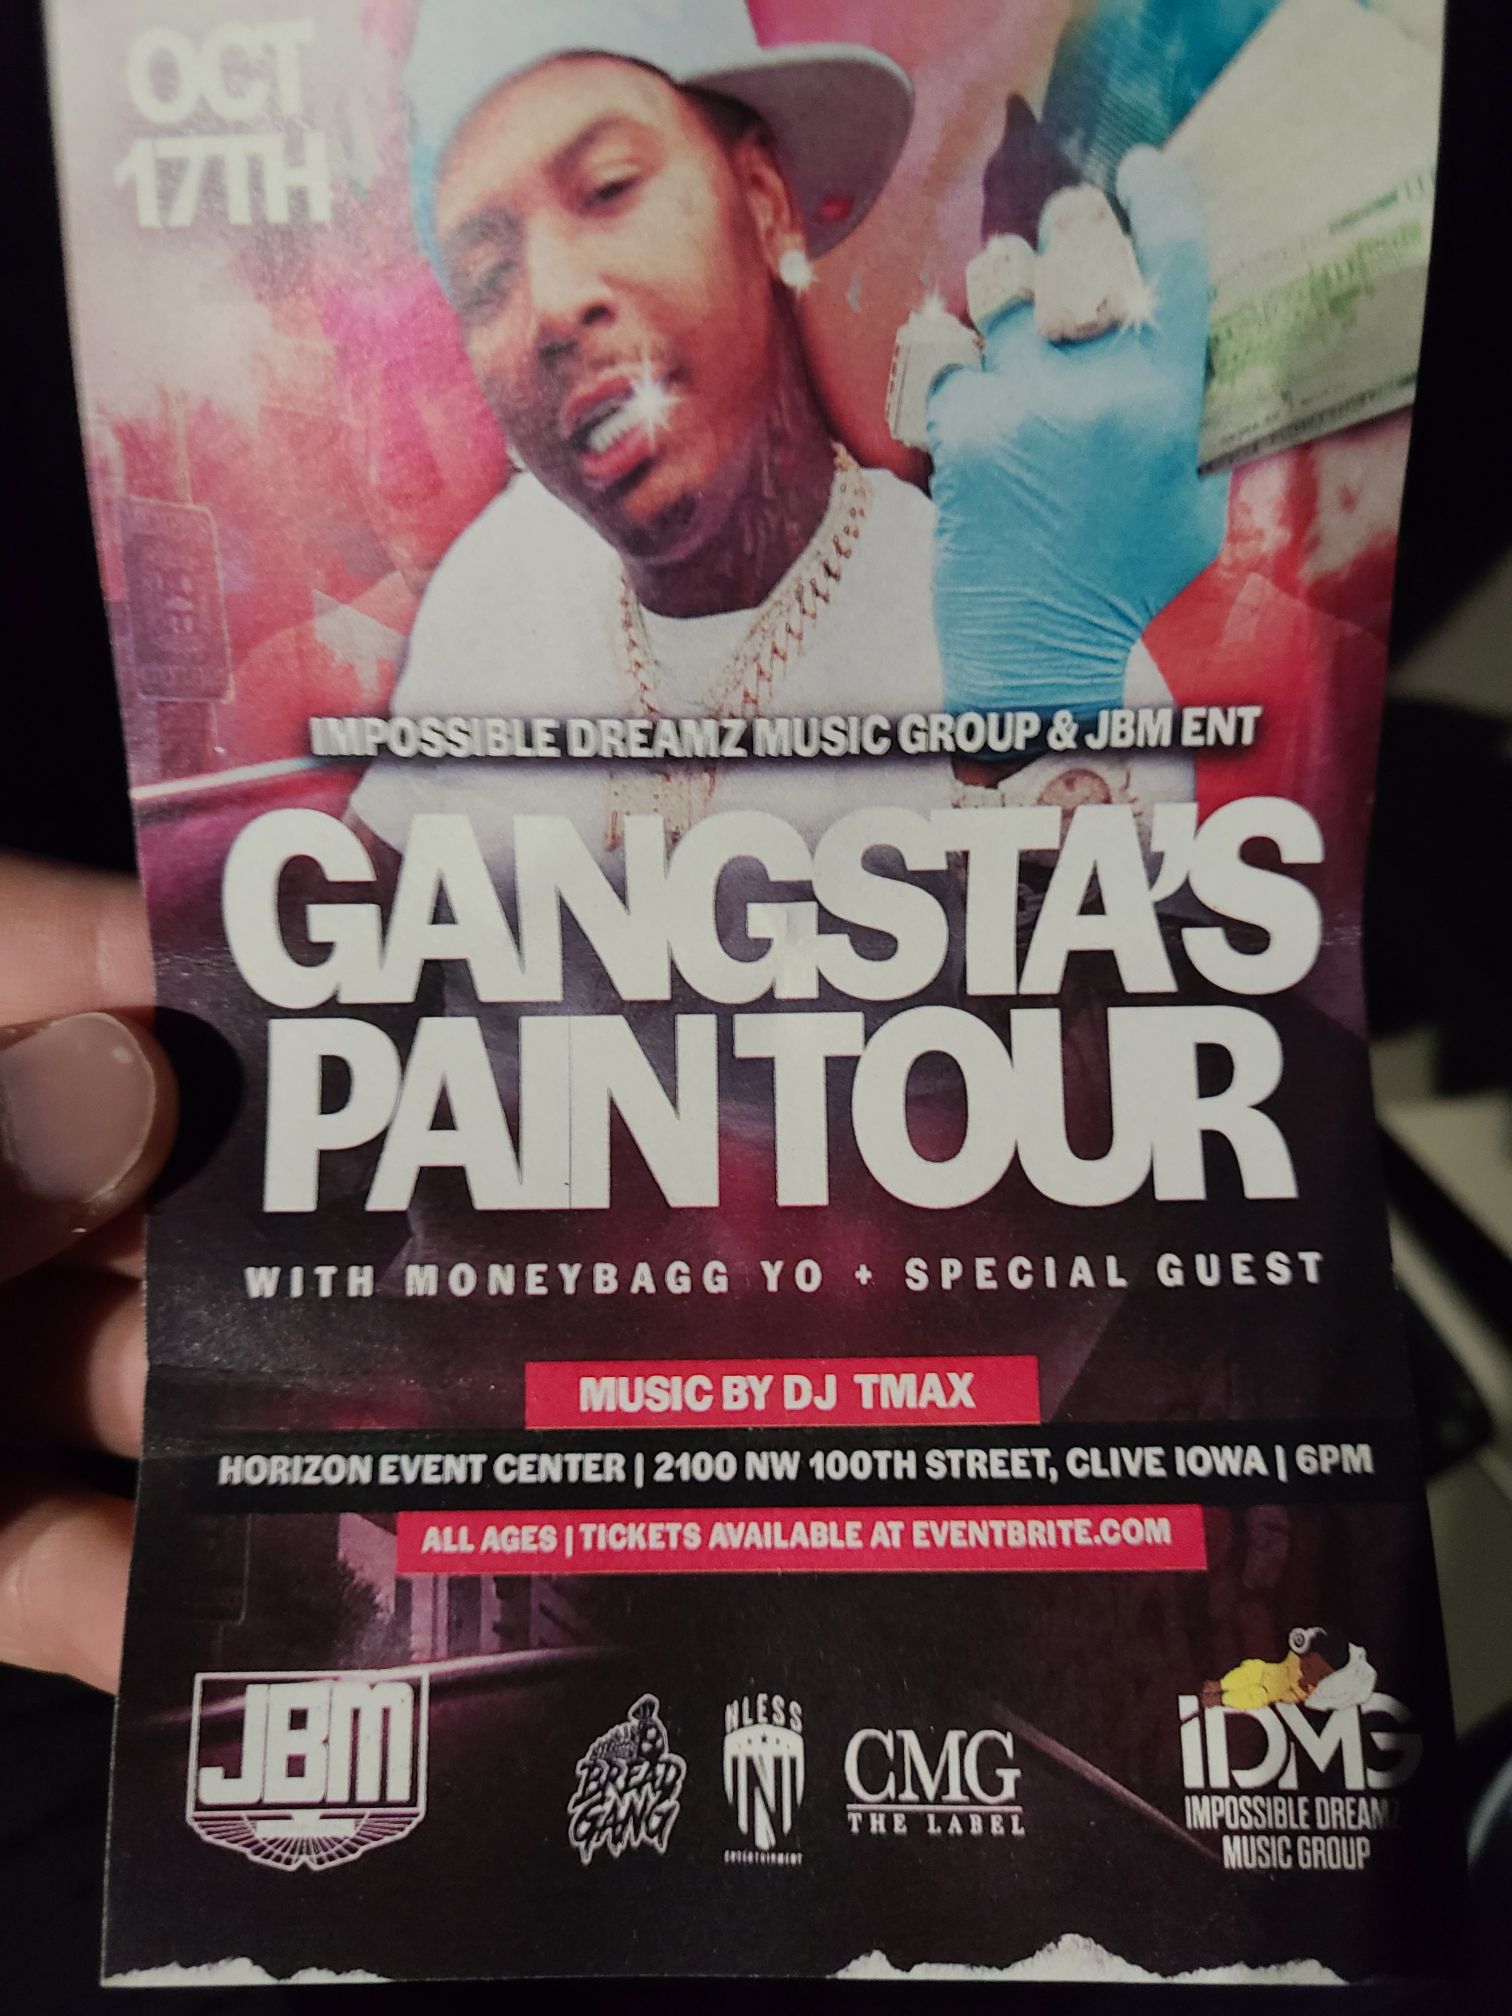 OCT
17TH
IMPOSSIBLE DREAMZ MUSIC GROUP & JBM ENT
GANGSTA'S
PAIN TOUR
WITH MONEYBAGG YO + SPECIAL GUEST
MUSIC BY DJ TMAX
HORIZON EVENT CENTER | 2100 NW 100TH STREET, CLIVE IOWA | 6PM
ALL AGES | TICKETS AVAILABLE AT EVENTBRITE.COM
JBM
BREAD
GANG
NLESS
N
ENTERTAINMENT
CMG
THE LABEL
IDMG
IMPOSSIBLE DREAMZ
MUSIC GROUP